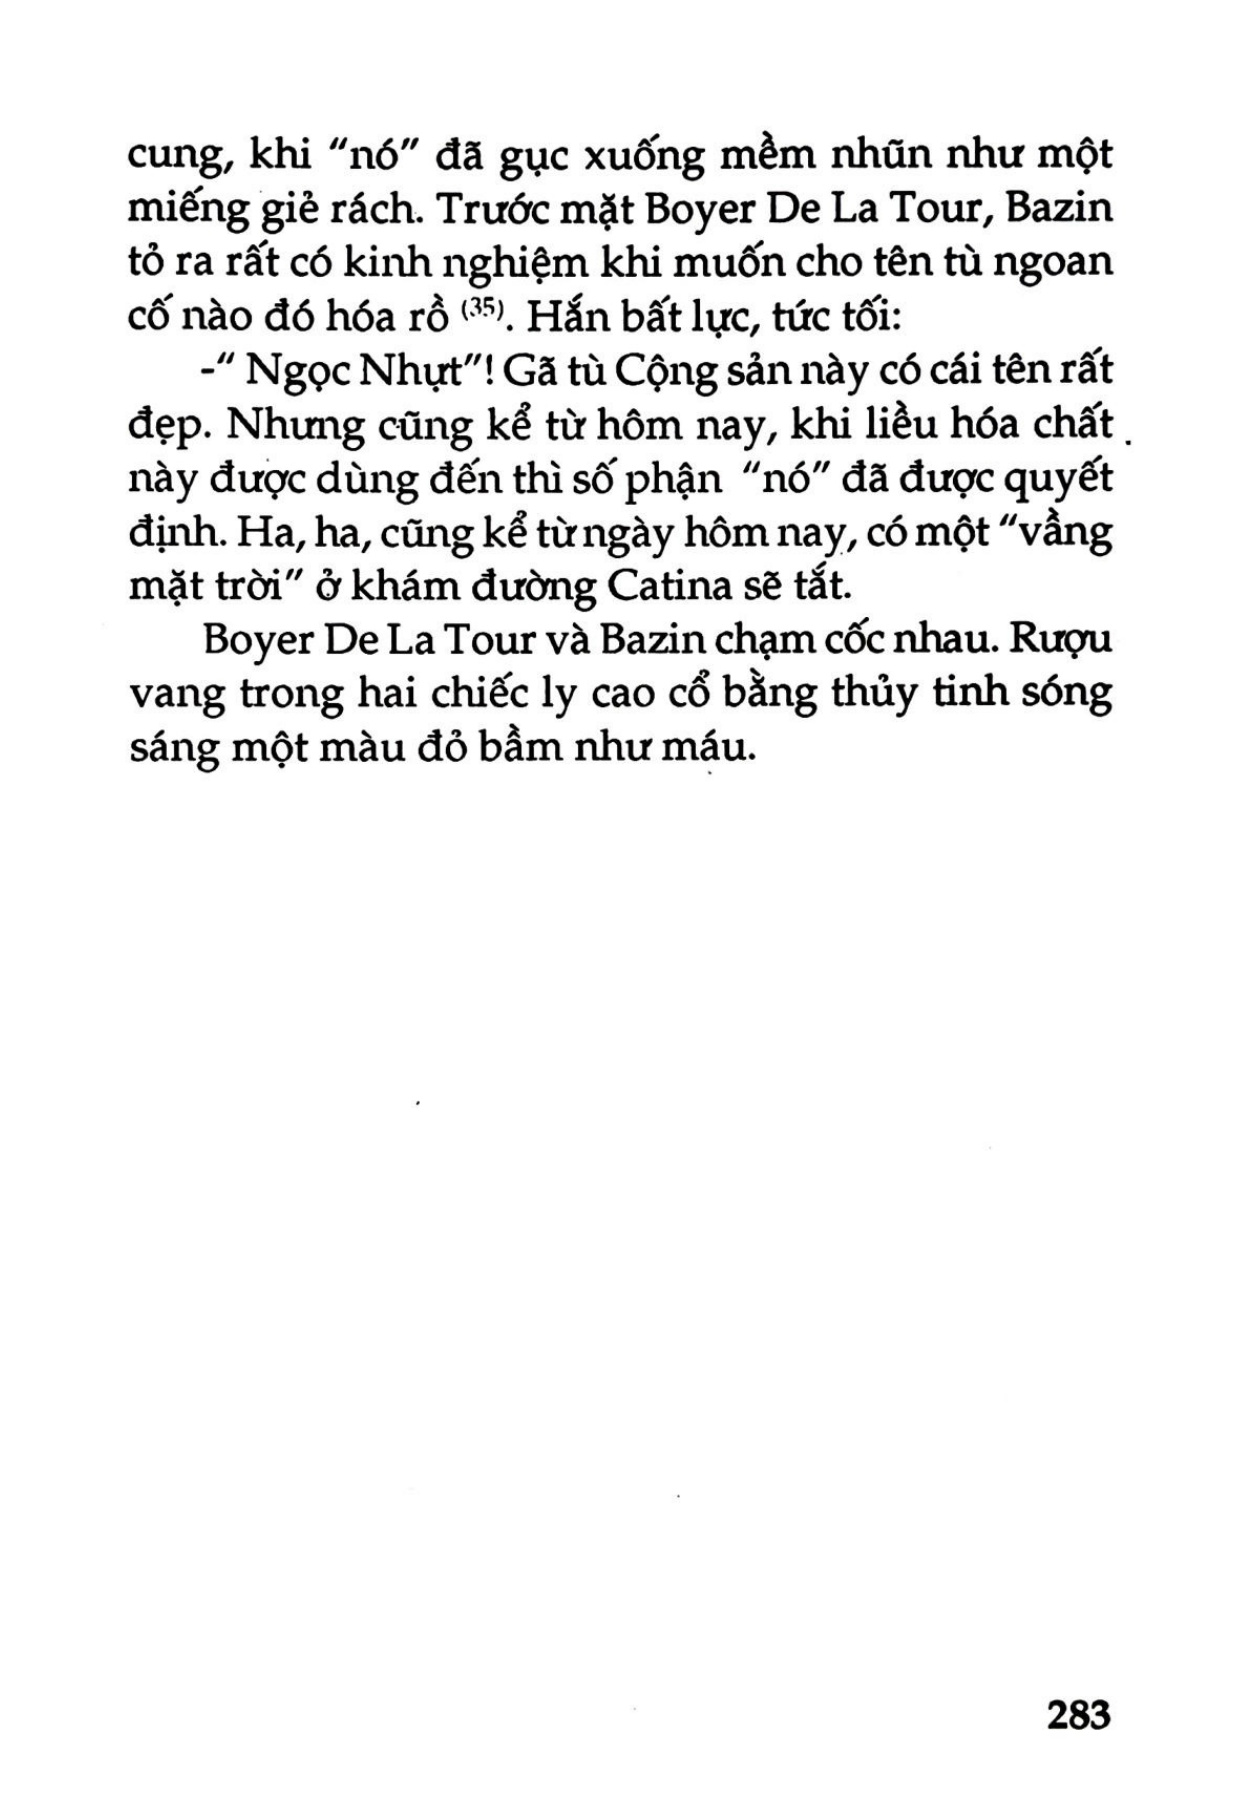 cung, khi "nó" đã gục xuống mềm nhũn như một
miếng giẻ rách. Trước mặt Boyer De La Tour, Bazin
tỏ ra rất có kinh nghiệm khi muốn cho tên tù ngoan
cố nào đó hóa rồ (35). Hắn bất lực, tức tối:
-" Ngọc Nhựt"! Gã tù Cộng sản này có cái tên rất
đẹp. Nhưng cũng kể từ hôm nay, khi liều hóa chất
này được dùng đến thì số phận "nó" đã được quyết
định. Ha, ha, cũng kể từ ngày hôm nay, có một "vầng
mặt trời" ở khám đường Catina sẽ tắt.
Boyer De La Tour và Bazin chạm cốc nhau. Rượu
vang trong hai chiếc ly cao cổ bằng thủy tinh sóng
sáng một màu đỏ bầm như máu.
283